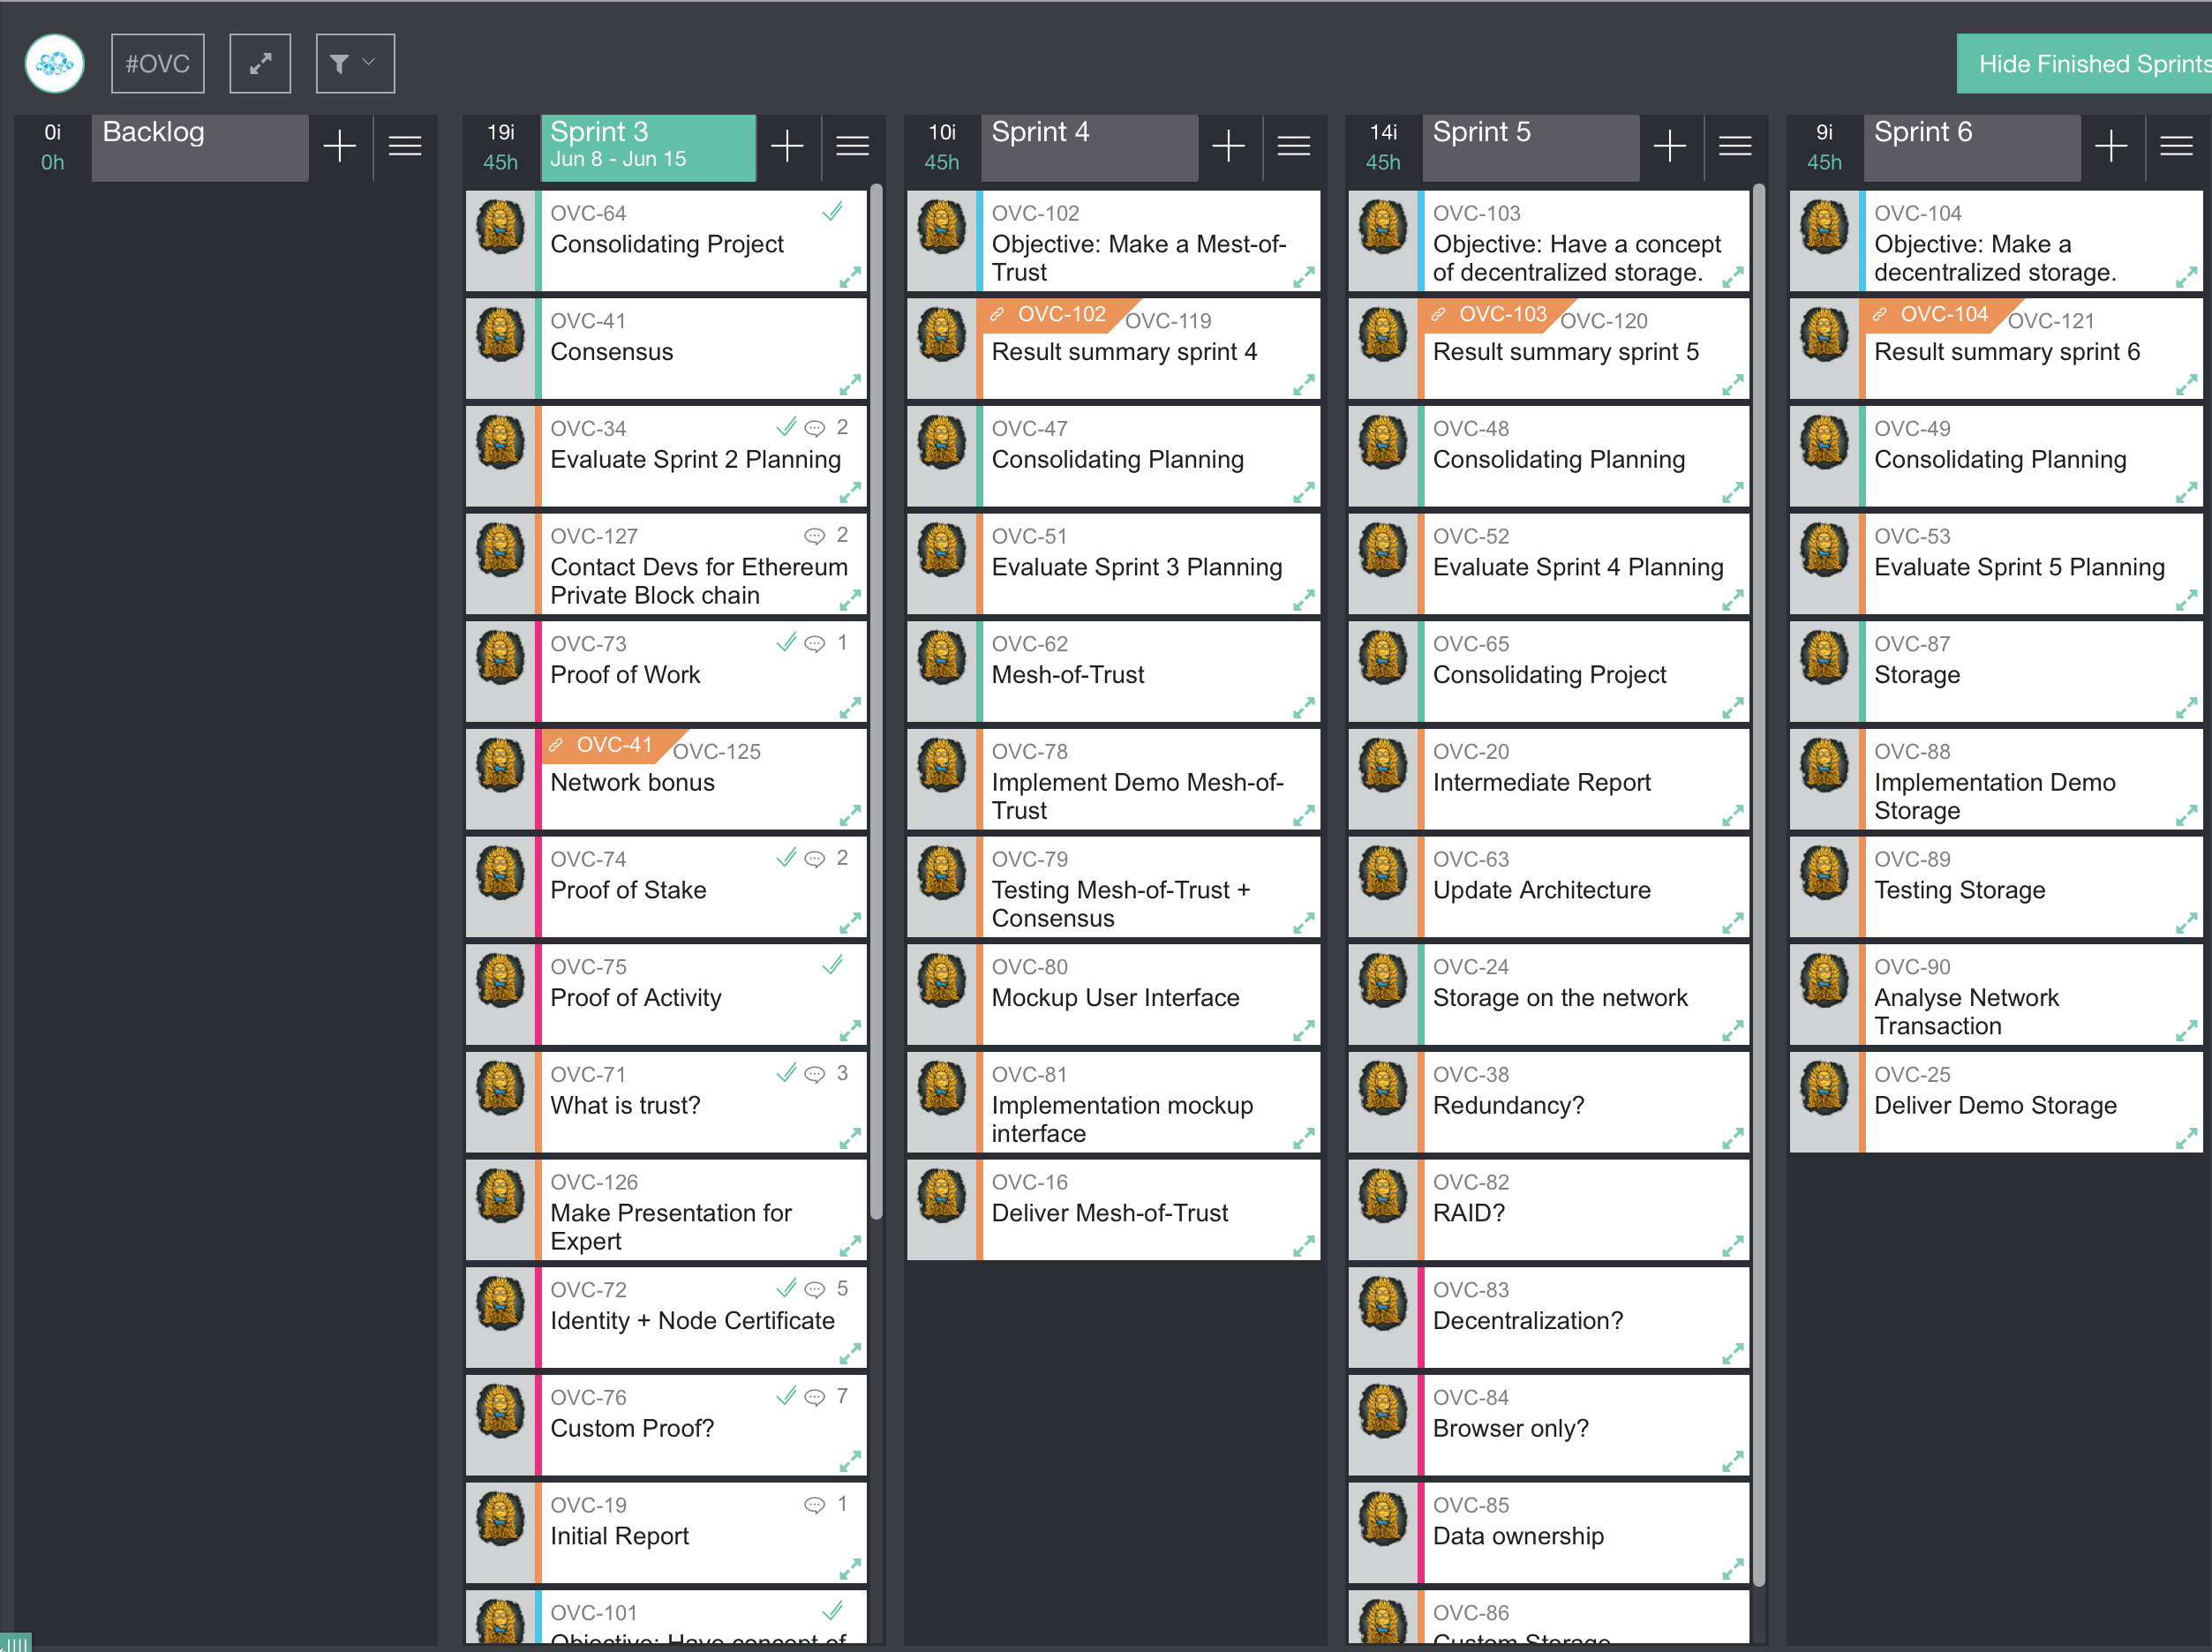 #OVC
Hide Finished Sprints
0i
0h
Backlog
19i
45h
Sprint 3
Jun 8 - Jun 15
OVC-64
Consolidating Project
OVC-41
Consensus
OVC-34
2
Evaluate Sprint 2 Planning
OVC-127
2
Contact Devs for Ethereum
Private Block chain
OVC-73
1
Proof of Work
OVC-41
OVC-125
Network bonus
OVC-74
2
Proof of Stake
OVC-75
Proof of Activity
OVC-71
3
What is trust?
OVC-126
Make Presentation for
Expert
OVC-72
5
Identity + Node Certificate
OVC-76
7
Custom Proof?
OVC-19
1
Initial Report
OVC-101
Objective: Have concept of
10i
45h
Sprint 4
OVC-102
Objective: Make a Mest-of-
Trust
OVC-102
OVC-119
Result summary sprint 4
OVC-47
Consolidating Planning
OVC-51
Evaluate Sprint 3 Planning
OVC-62
Mesh-of-Trust
OVC-78
Implement Demo Mesh-of-
Trust
OVC-79
Testing Mesh-of-Trust +
Consensus
OVC-80
Mockup User Interface
OVC-81
Implementation mockup
interface
OVC-16
Deliver Mesh-of-Trust
14i
45h
Sprint 5
OVC-103
Objective: Have a concept
of decentralized storage.
OVC-103
OVC-120
Result summary sprint 5
OVC-48
Consolidating Planning
OVC-52
Evaluate Sprint 4 Planning
OVC-65
Consolidating Project
OVC-20
Intermediate Report
OVC-63
Update Architecture
OVC-24
Storage on the network
OVC-38
Redundancy?
OVC-82
RAID?
OVC-83
Decentralization?
OVC-84
Browser only?
OVC-85
Data ownership
OVC-86
Custom Storage
9i
45h
Sprint 6
OVC-104
Objective: Make a
decentralized storage.
OVC-104
OVC-121
Result summary sprint 6
OVC-49
Consolidating Planning
OVC-53
Evaluate Sprint 5 Planning
OVC-87
Storage
OVC-88
Implementation Demo
Storage
OVC-89
Testing Storage
OVC-90
Analyse Network
Transaction
OVC-25
Deliver Demo Storage